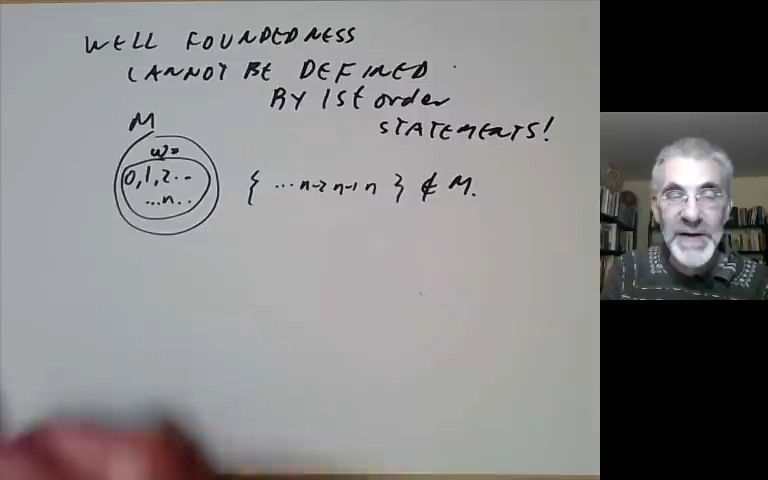 WELL FOUNDEDNESS
CANNOT BE DEFINED.
BY 1st order
STATEMENTS!
M
ω=
0, 1, 2 ..
... n . .
{ ... n-2 n-1 n } ∉ M.